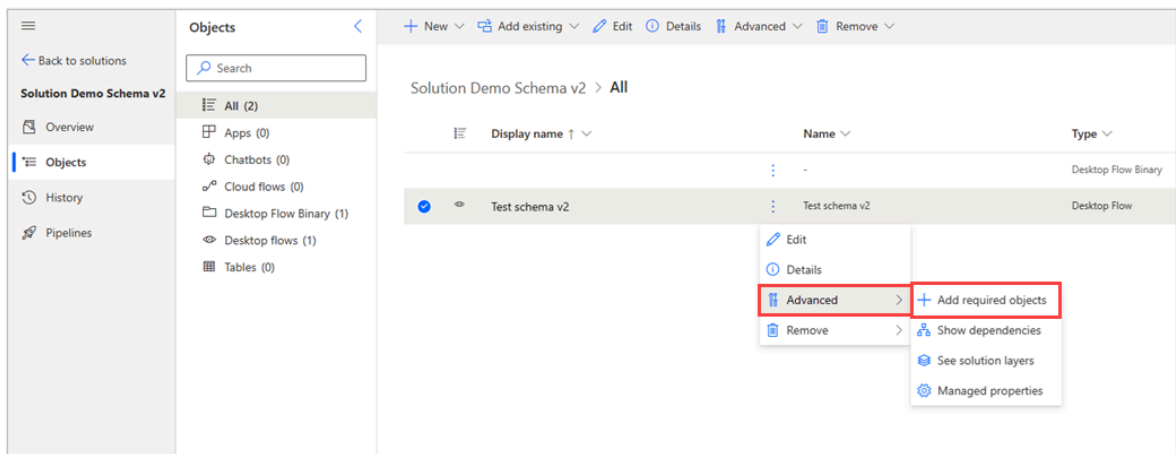 Back to solutions
Solution Demo Schema v2
Overview
Objects
History
Pipelines
Objects
Search
All (2)
Apps (0)
Chatbots (0)
Cloud flows (0)
Desktop Flow Binary (1)
Desktop flows (1)
Tables (0)
New Add existing Edit Details Advanced Remove
Solution Demo Schema v2 > All
Display name ↑ Name Type
- Desktop Flow Binary
Test schema v2 Test schema v2 Desktop Flow
Edit
Details
Advanced
Remove
Add required objects
Show dependencies
See solution layers
Managed properties